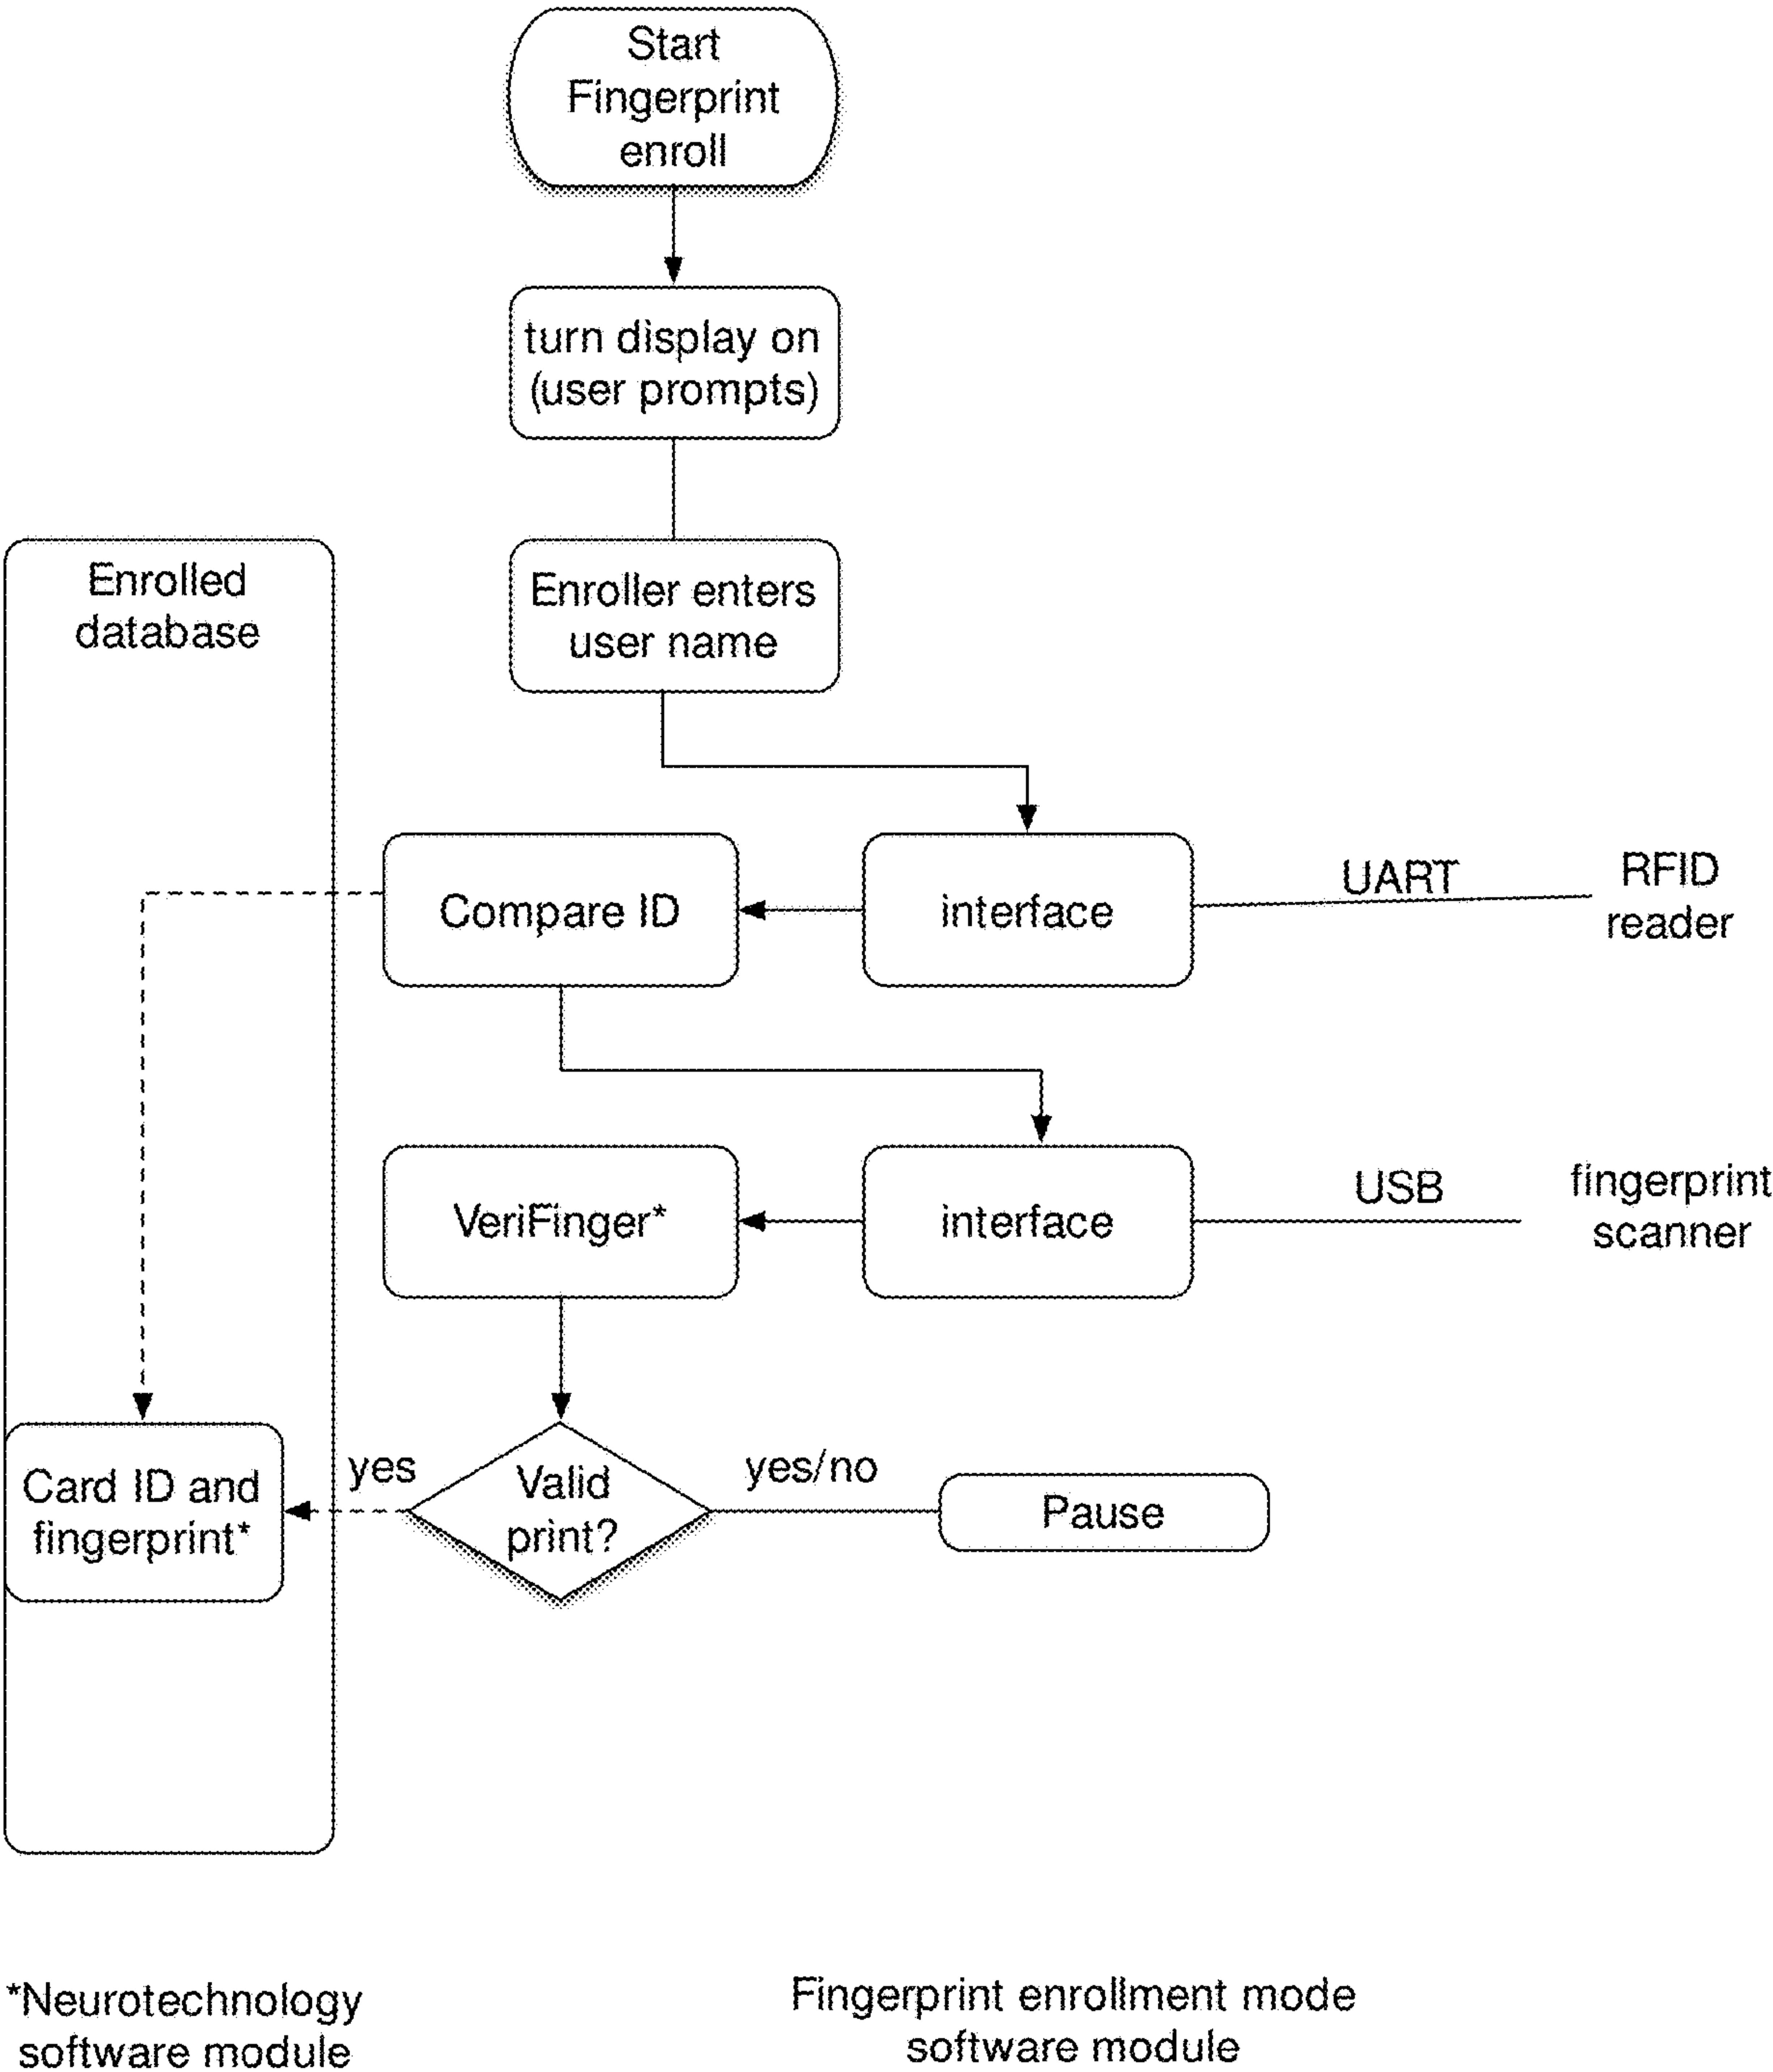 Start
Fingerprint
enroll
turn display on
(user prompts)
Enrolled
database
Enroller enters
user name
Compare ID
interface
UART
RFID
reader
VeriFinger*
interface
USB
fingerprint
scanner
Card ID and
fingerprint*
yes
Valid
print?
yes/no
Pause
*Neurotechnology
software module
Fingerprint enrollment mode
software module